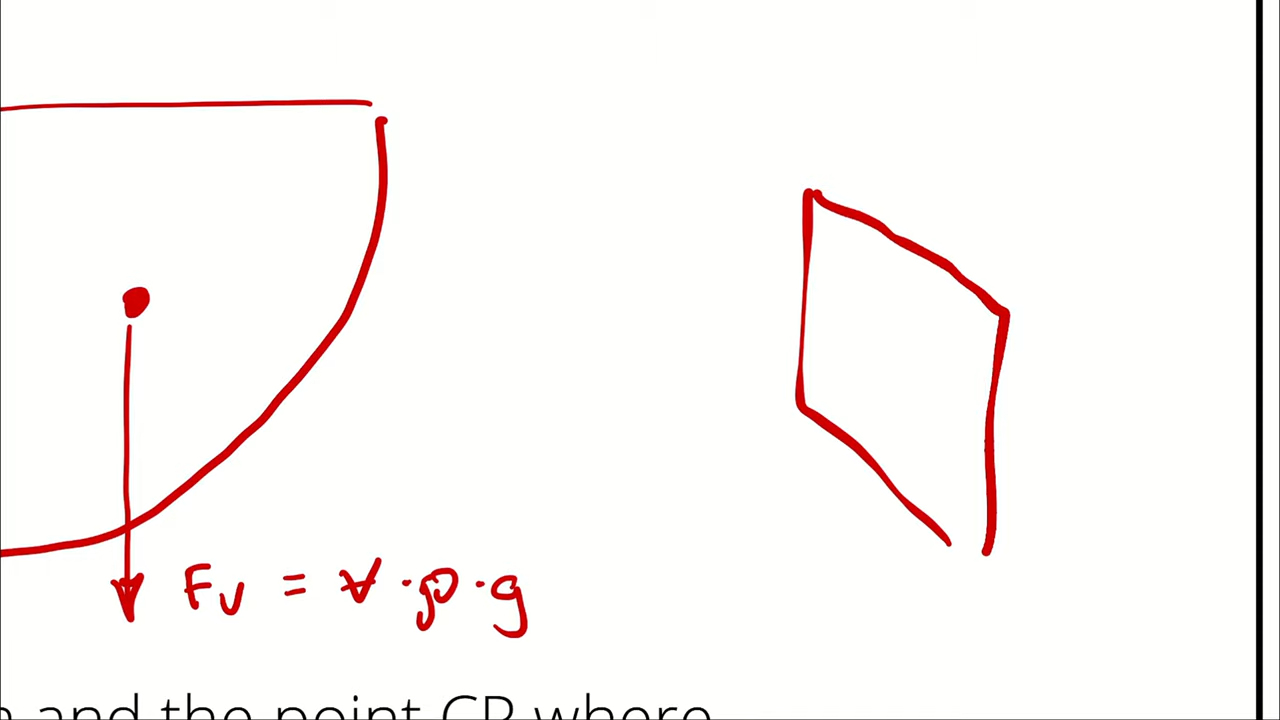 Fv = ∀ · ρ · g
and the point CP where